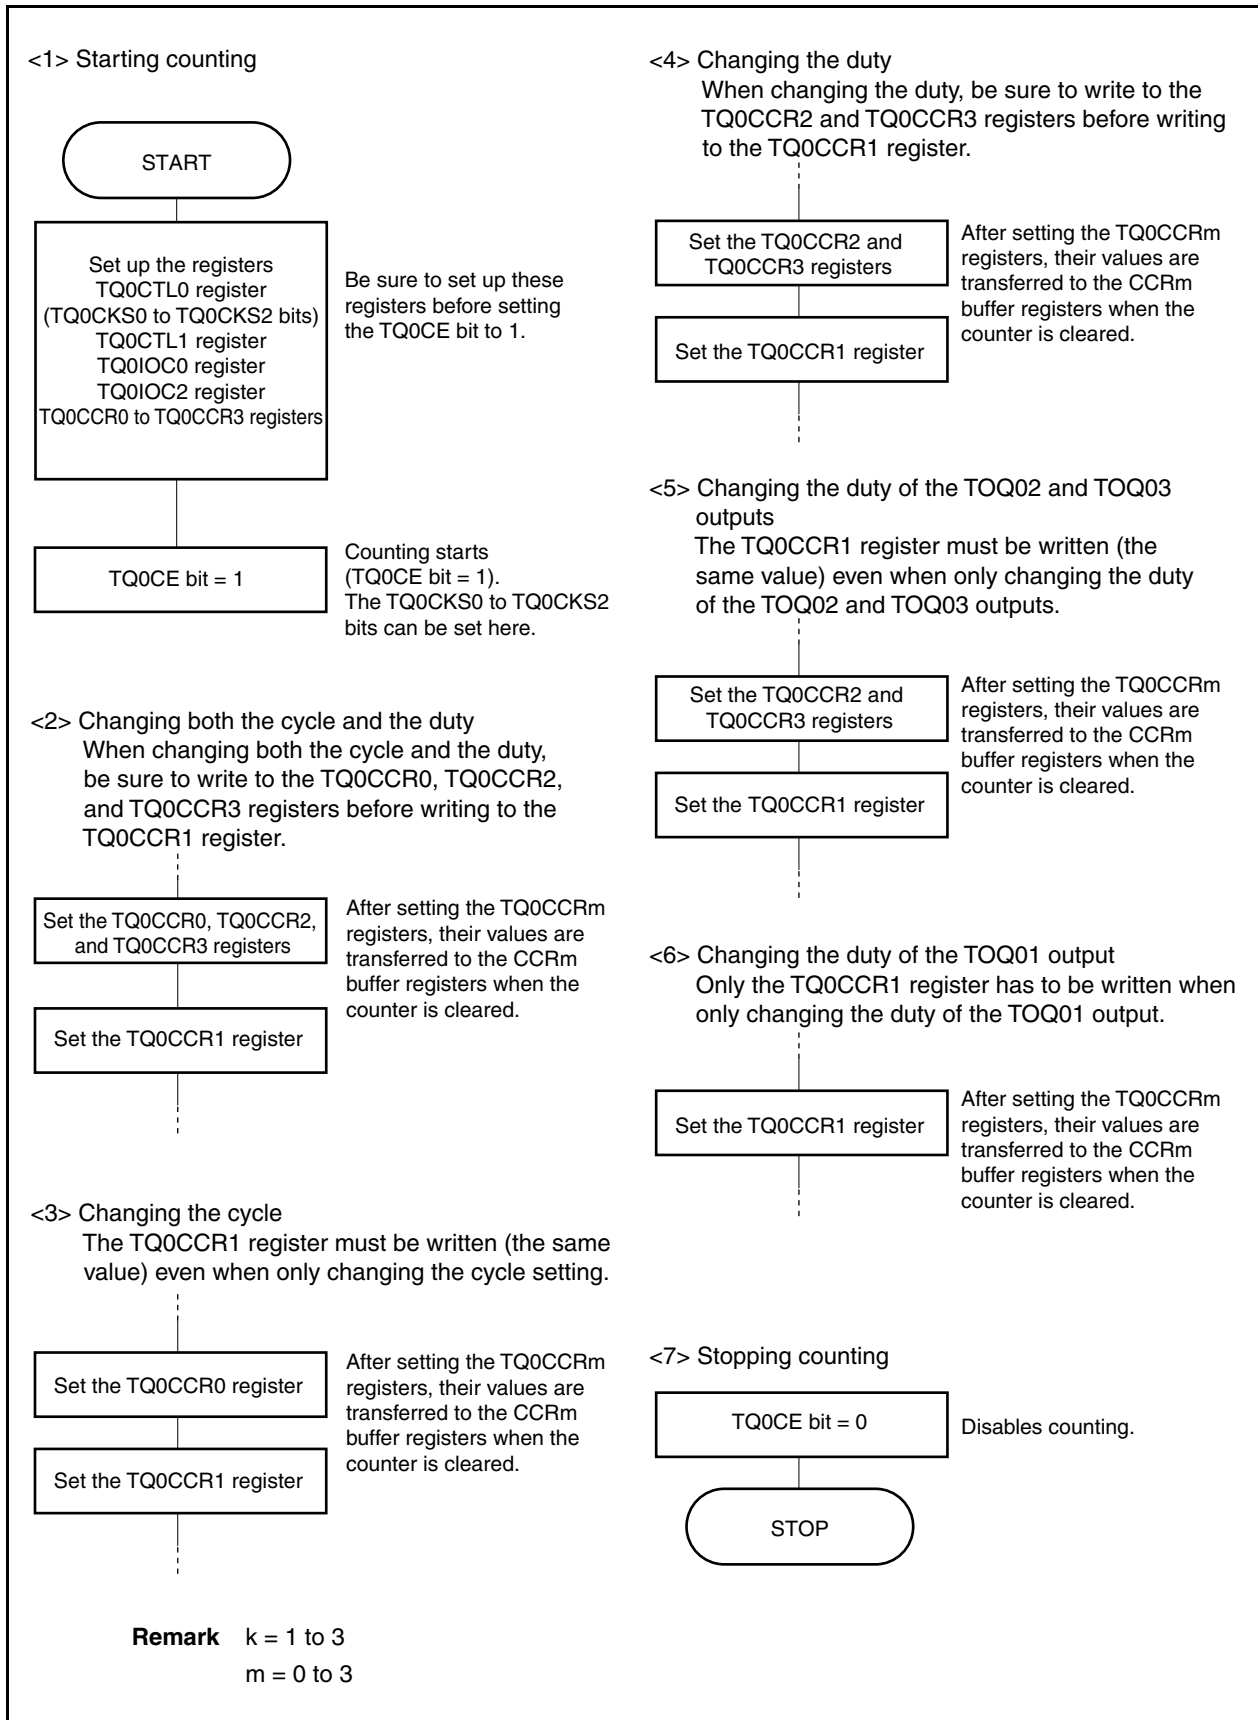 <1> Starting counting
START
Set up the registers
TQ0CTL0 register
(TQ0CKS0 to TQ0CKS2 bits)
TQ0CTL1 register
TQ0IOC0 register
TQ0IOC2 register
TQ0CCR0 to TQ0CCR3 registers
Be sure to set up these
registers before setting
the TQ0CE bit to 1.
TQ0CE bit = 1
Counting starts
(TQ0CE bit = 1).
The TQ0CKS0 to TQ0CKS2
bits can be set here.
<2> Changing both the cycle and the duty
When changing both the cycle and the duty,
be sure to write to the TQ0CCR0, TQ0CCR2,
and TQ0CCR3 registers before writing to the
TQ0CCR1 register.
Set the TQ0CCR0, TQ0CCR2,
and TQ0CCR3 registers
After setting the TQ0CCRm
registers, their values are
transferred to the CCRm
buffer registers when the
counter is cleared.
Set the TQ0CCR1 register
<3> Changing the cycle
The TQ0CCR1 register must be written (the same
value) even when only changing the cycle setting.
Set the TQ0CCR0 register
After setting the TQ0CCRm
registers, their values are
transferred to the CCRm
buffer registers when the
counter is cleared.
Set the TQ0CCR1 register
<4> Changing the duty
When changing the duty, be sure to write to the
TQ0CCR2 and TQ0CCR3 registers before writing
to the TQ0CCR1 register.
Set the TQ0CCR2 and
TQ0CCR3 registers
After setting the TQ0CCRm
registers, their values are
transferred to the CCRm
buffer registers when the
counter is cleared.
Set the TQ0CCR1 register
<5> Changing the duty of the TOQ02 and TOQ03
outputs
The TQ0CCR1 register must be written (the
same value) even when only changing the duty
of the TOQ02 and TOQ03 outputs.
Set the TQ0CCR2 and
TQ0CCR3 registers
After setting the TQ0CCRm
registers, their values are
transferred to the CCRm
buffer registers when the
counter is cleared.
Set the TQ0CCR1 register
<6> Changing the duty of the TOQ01 output
Only the TQ0CCR1 register has to be written when
only changing the duty of the TOQ01 output.
Set the TQ0CCR1 register
After setting the TQ0CCRm
registers, their values are
transferred to the CCRm
buffer registers when the
counter is cleared.
<7> Stopping counting
TQ0CE bit = 0
Disables counting.
STOP
Remark k = 1 to 3
m = 0 to 3